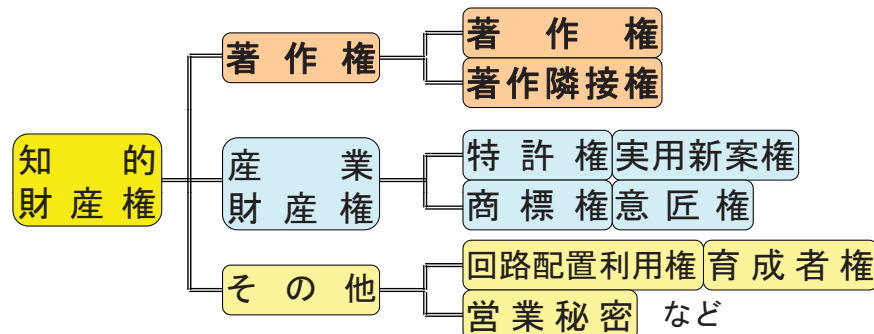 知的
財産権
著作権
著作権
著作隣接権
産業
財産権
特許権 実用新案権
商標権 意匠権
その他
回路配置利用権 育成者権
営業秘密 など